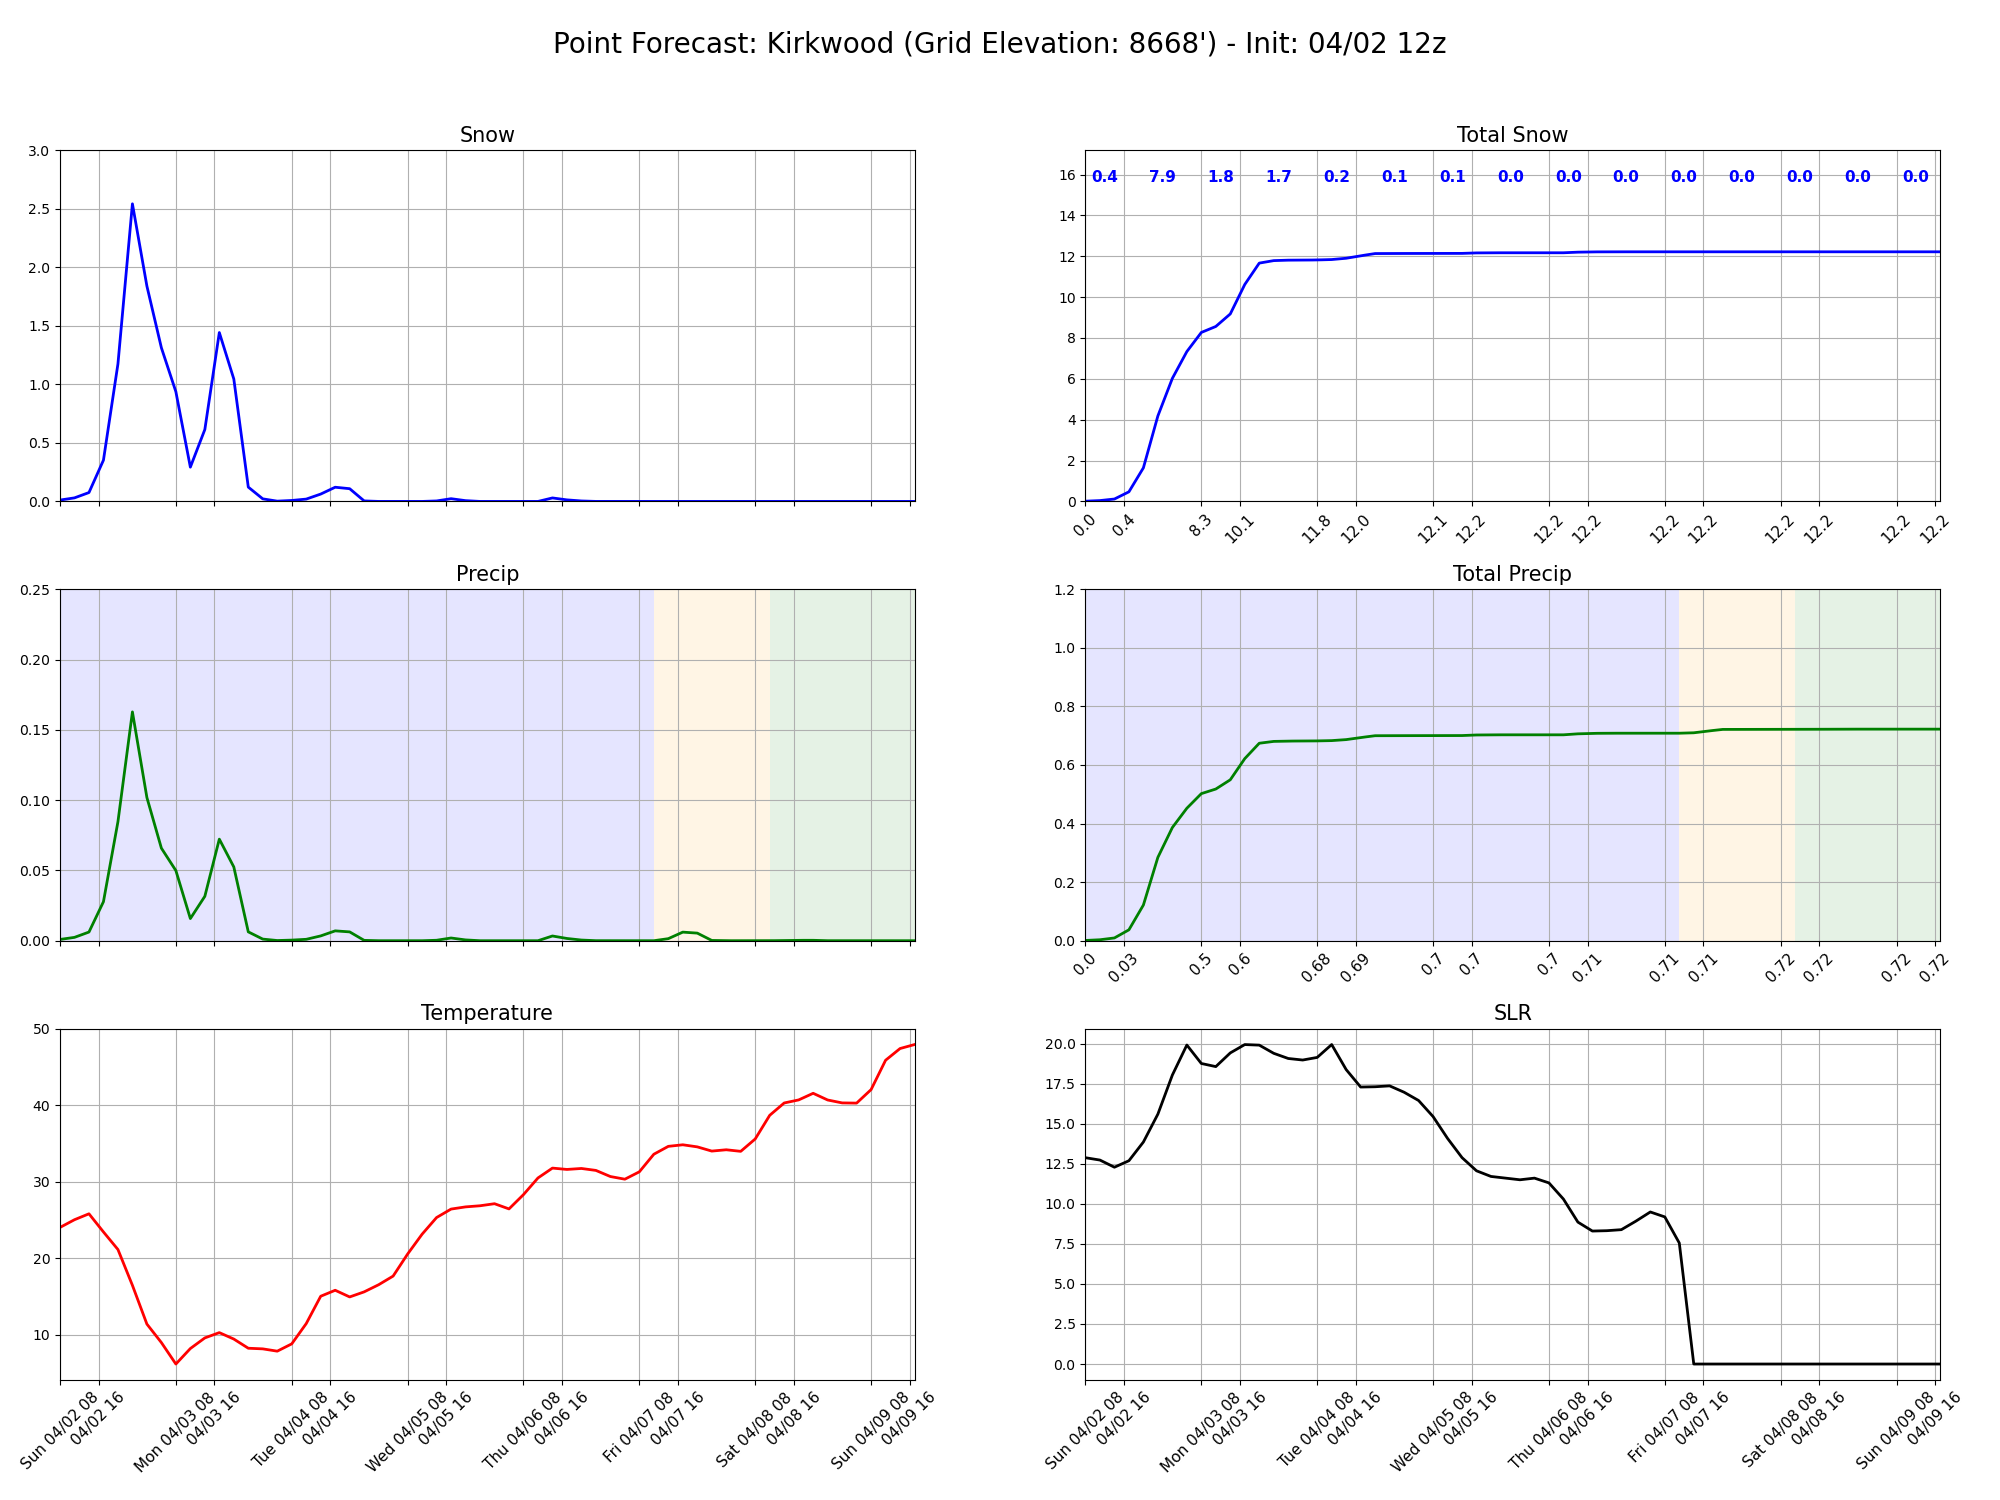 Point Forecast: Kirkwood (Grid Elevation: 8668') - Init: 04/02 12z
Snow
3.0
2.5
2.0
1.5
1.0
0.5
0.0
Total Snow
16
14
12
10
8
6
4
2
0
0.4 7.9 1.8 1.7 0.2 0.1 0.1 0.0 0.0 0.0 0.0 0.0 0.0 0.0 0.0
0.0 0.4 8.3 10.1 11.8 12.0 12.1 12.2 12.2 12.2 12.2 12.2 12.2 12.2 12.2 12.2
Precip
0.25
0.20
0.15
0.10
0.05
0.00
Total Precip
1.2
1.0
0.8
0.6
0.4
0.2
0.0
0.0 0.03 0.5 0.6 0.68 0.69 0.7 0.7 0.7 0.71 0.71 0.71 0.72 0.72 0.72 0.72
Temperature
50
40
30
20
10
Sun 04/02 08
04/02 16
Mon 04/03 08
04/03 16
Tue 04/04 08
04/04 16
Wed 04/05 08
04/05 16
Thu 04/06 08
04/06 16
Fri 04/07 08
04/07 16
Sat 04/08 08
04/08 16
Sun 04/09 08
04/09 16
SLR
20.0
17.5
15.0
12.5
10.0
7.5
5.0
2.5
0.0
Sun 04/02 08
04/02 16
Mon 04/03 08
04/03 16
Tue 04/04 08
04/04 16
Wed 04/05 08
04/05 16
Thu 04/06 08
04/06 16
Fri 04/07 08
04/07 16
Sat 04/08 08
04/08 16
Sun 04/09 08
04/09 16